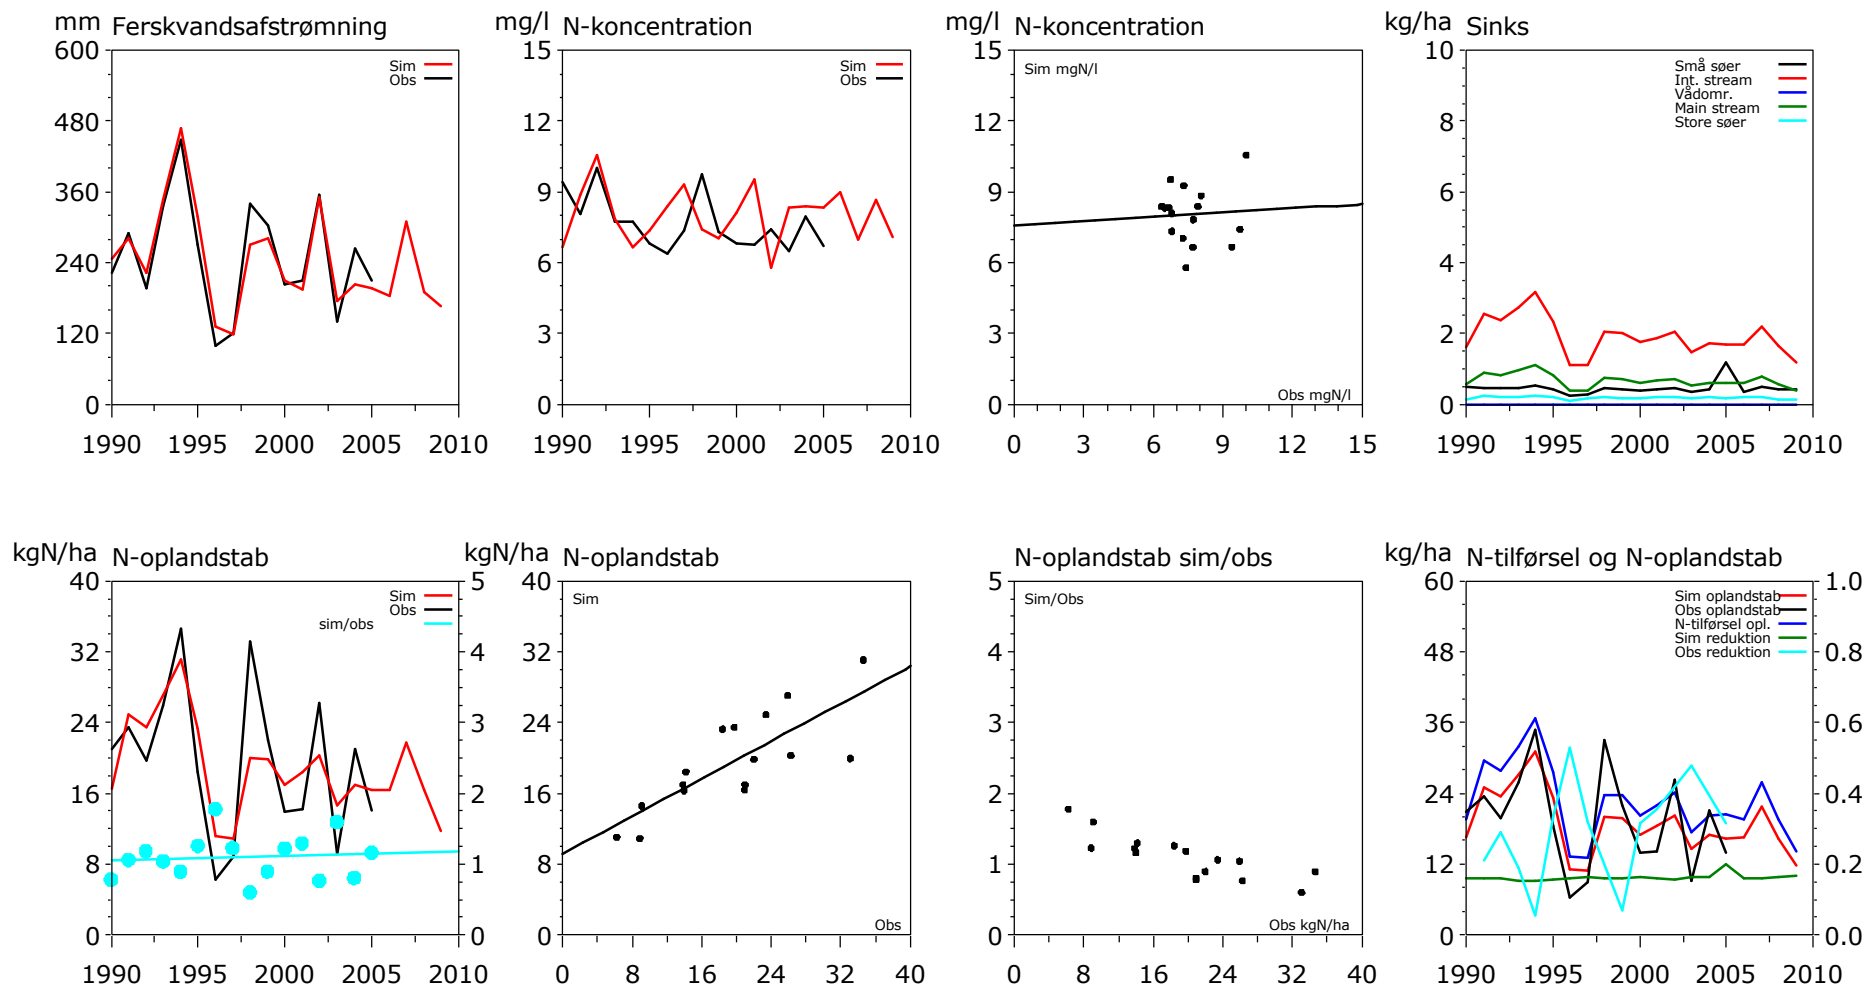 mm Ferskvandsafstrømning
600
480
360
240
120
0
1990 1995 2000 2005 2010
Sim
Obs
mg/l N-koncentration
15
12
9
6
3
0
1990 1995 2000 2005 2010
Sim
Obs
mg/l N-koncentration
15
12
9
6
3
0
0 3 6 9 12 15
Sim mgN/l
Obs mgN/l
kg/ha Sinks
10
8
6
4
2
0
1990 1995 2000 2005 2010
Små søer
Int. stream
Vådomr.
Main stream
Store søer
kgN/ha N-oplandstab
40
32
24
16
8
0
5
4
3
2
1
0
1990 1995 2000 2005 2010
Sim
Obs
sim/obs
kgN/ha N-oplandstab
40
32
24
16
8
0
0 8 16 24 32 40
Sim
Obs
N-oplandstab sim/obs
5
4
3
2
1
0
0 8 16 24 32 40
Sim/Obs
Obs kgN/ha
kg/ha N-tilførsel og N-oplandstab
60
48
36
24
12
0
1.0
0.8
0.6
0.4
0.2
0.0
1990 1995 2000 2005 2010
Sim oplandstab
Obs oplandstab
N-tilførsel opl.
Sim reduktion
Obs reduktion